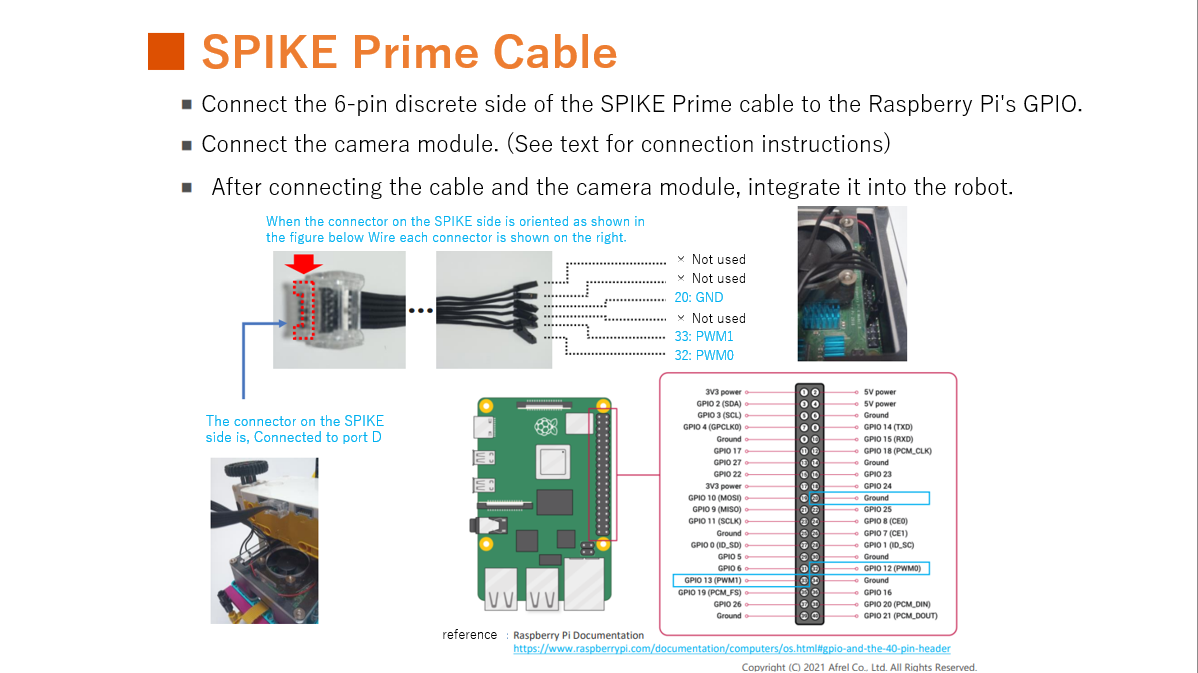 SPIKE Prime Cable
Connect the 6-pin discrete side of the SPIKE Prime cable to the Raspberry Pi's GPIO.
Connect the camera module. (See text for connection instructions)
After connecting the cable and the camera module, integrate it into the robot.
When the connector on the SPIKE side is oriented as shown in
the figure below Wire each connector is shown on the right.
× Not used
× Not used
20: GND
× Not used
33: PWM1
32: PWM0
The connector on the SPIKE
side is, Connected to port D
3V3 power 1 2 5V power
GPIO 2 (SDA) 3 4 5V power
GPIO 3 (SCL) 5 6 Ground
GPIO 4 (GPCLK0) 7 8 GPIO 14 (TXD)
Ground 9 10 GPIO 15 (RXD)
GPIO 17 11 12 GPIO 18 (PCM_CLK)
GPIO 27 13 14 Ground
GPIO 22 15 16 GPIO 23
3V3 power 17 18 GPIO 24
GPIO 10 (MOSI) 19 20 Ground
GPIO 9 (MISO) 21 22 GPIO 25
GPIO 11 (SCLK) 23 24 GPIO 8 (CE0)
Ground 25 26 GPIO 7 (CE1)
GPIO 0 (ID_SD) 27 28 GPIO 1 (ID_SC)
GPIO 5 29 30 Ground
GPIO 6 31 32 GPIO 12 (PWM0)
GPIO 13 (PWM1) 33 34 Ground
GPIO 19 (PCM_FS) 35 36 GPIO 16
GPIO 26 37 38 GPIO 20 (PCM_DIN)
Ground 39 40 GPIO 21 (PCM_DOUT)
reference : Raspberry Pi Documentation
https://www.raspberrypi.com/documentation/computers/os.html#gpio-and-the-40-pin-header
Copyright (C) 2021 Afrel Co., Ltd. All Rights Reserved.